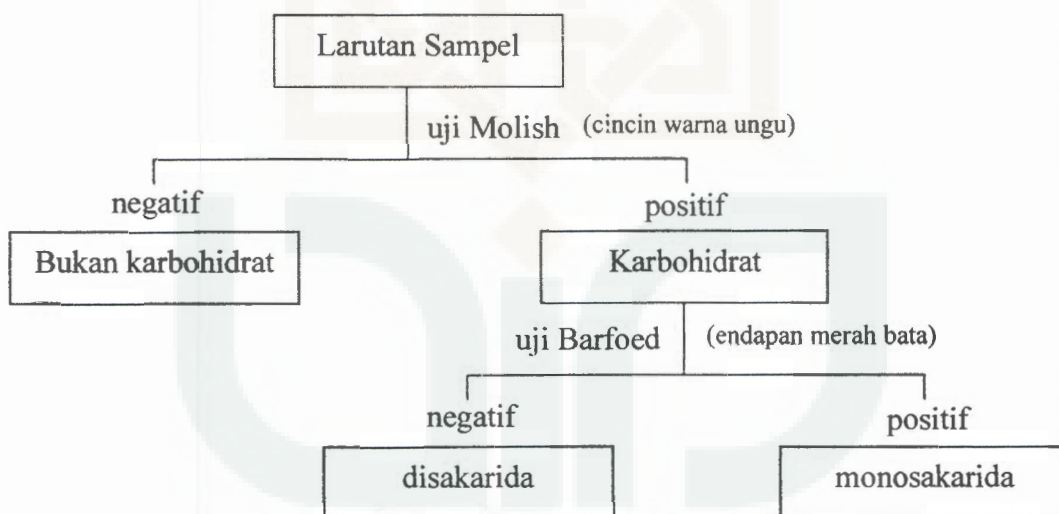 Larutan Sampel
uji Molish (cincin warna ungu)
negatif positif
Bukan karbohidrat Karbohidrat
uji Barfoed (endapan merah bata)
negatif positif
disakarida monosakarida